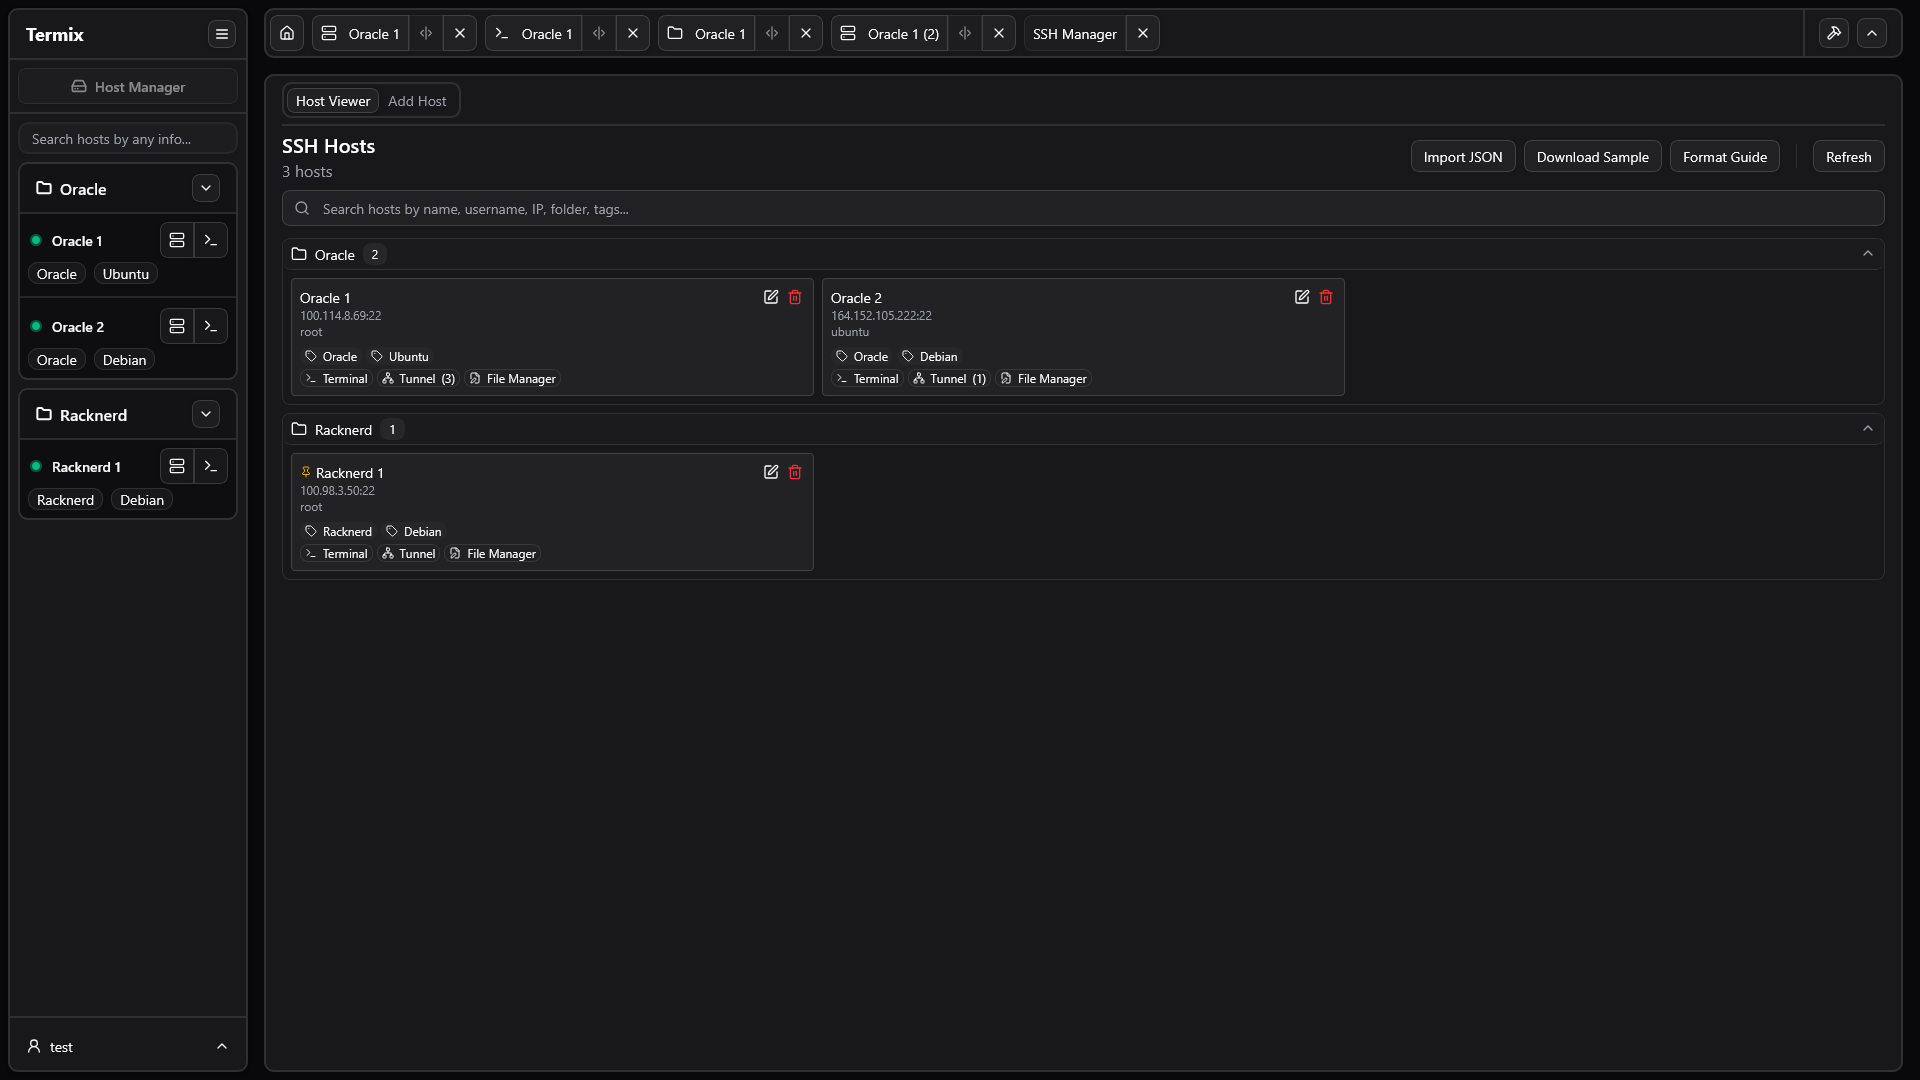 Termix
Host Manager
Search hosts by any info...
Oracle
Oracle 1
Oracle Ubuntu
Oracle 2
Oracle Debian
Racknerd
Racknerd 1
Racknerd Debian
test
Oracle 1 Oracle 1 Oracle 1 Oracle 1 (2) SSH Manager
Host Viewer Add Host
SSH Hosts
3 hosts
Import JSON Download Sample Format Guide Refresh
Search hosts by name, username, IP, folder, tags...
Oracle 2
Oracle 1
100.114.8.69:22
root
Oracle Ubuntu
Terminal Tunnel (3) File Manager
Oracle 2
164.152.105.222:22
ubuntu
Oracle Debian
Terminal Tunnel (1) File Manager
Racknerd 1
Racknerd 1
100.98.3.50:22
root
Racknerd Debian
Terminal Tunnel File Manager